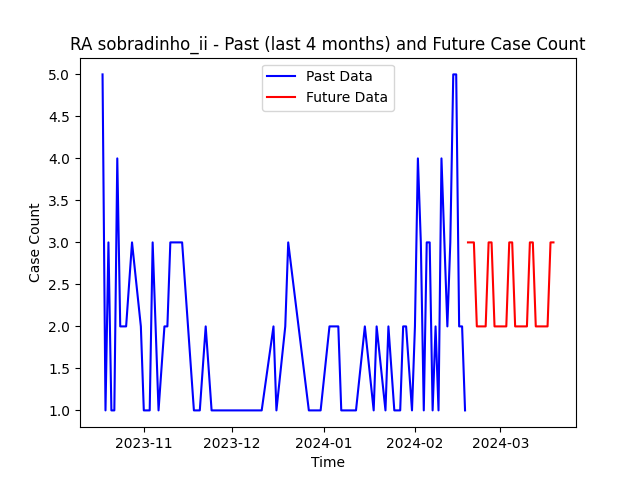 RA sobradinho_ii - Past (last 4 months) and Future Case Count
Past Data
Future Data
Case Count
5.0
4.5
4.0
3.5
3.0
2.5
2.0
1.5
1.0
2023-11 2023-12 2024-01 2024-02 2024-03
Time